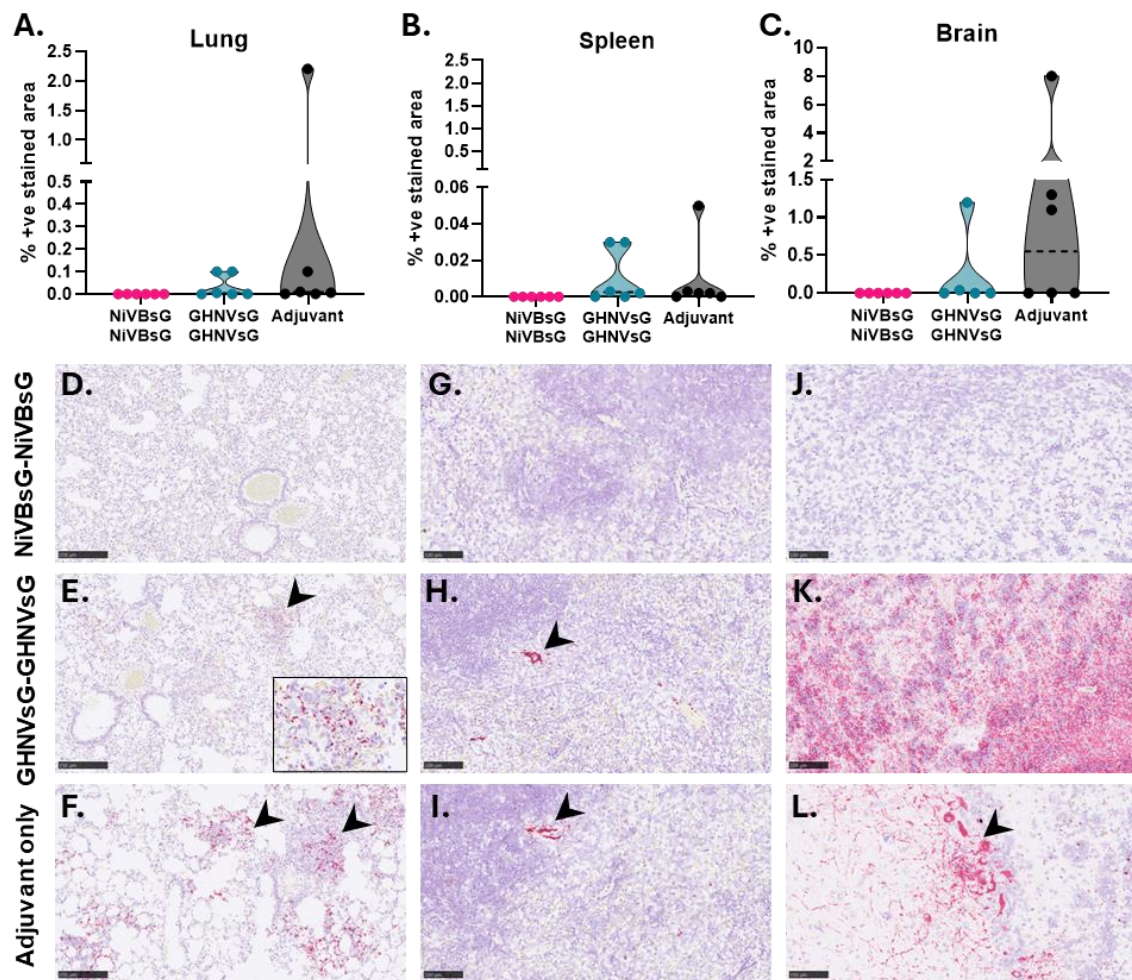 A.
Lung
% +ve stained area
2.5
2.0
1.5
1.0
0.5
0.4
0.3
0.2
0.1
0.0
NiVBsG
NiVBsG
GHNVsG
GHNVsG
Adjuvant
B.
Spleen
% +ve stained area
2.5
2.0
1.5
1.0
0.5
0.06
0.04
0.02
0.00
NiVBsG
NiVBsG
GHNVsG
GHNVsG
Adjuvant
C.
Brain
% +ve stained area
10
8
6
4
2
1.5
1.0
0.5
0.0
NiVBsG
NiVBsG
GHNVsG
GHNVsG
Adjuvant
NiVBsG-NiVBsG
D.
G.
J.
GHNVsG-GHNVsG
E.
H.
K.
Adjuvant only
F.
I.
L.